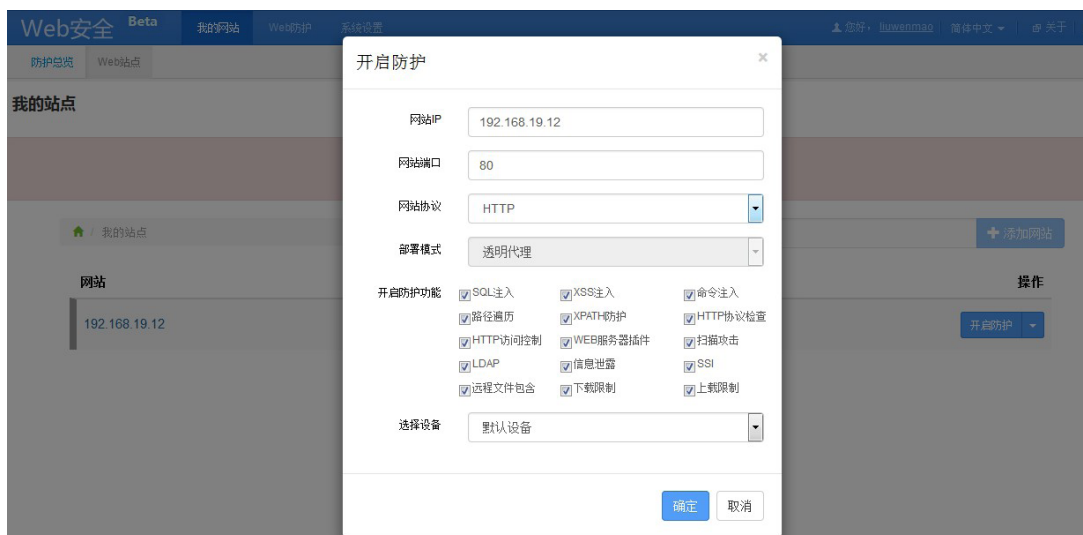 Web安全 Beta 我的网站 Web防护 系统设置 您好，liuwenmao 简体中文 关于
防护总览 Web站点
我的站点
开启防护 ×
网站IP 192.168.19.12
网站端口 80
网站协议 HTTP
部署模式 透明代理
开启防护功能 SQL注入 XSS注入 命令注入
路径遍历 XPATH防护 HTTP协议检查
HTTP访问控制 WEB服务器插件 扫描攻击
LDAP 信息泄露 SSI
远程文件包含 下载限制 上载限制
选择设备 默认设备
确定 取消
/ 我的站点
添加网站
网站 操作
192.168.19.12 开启防护